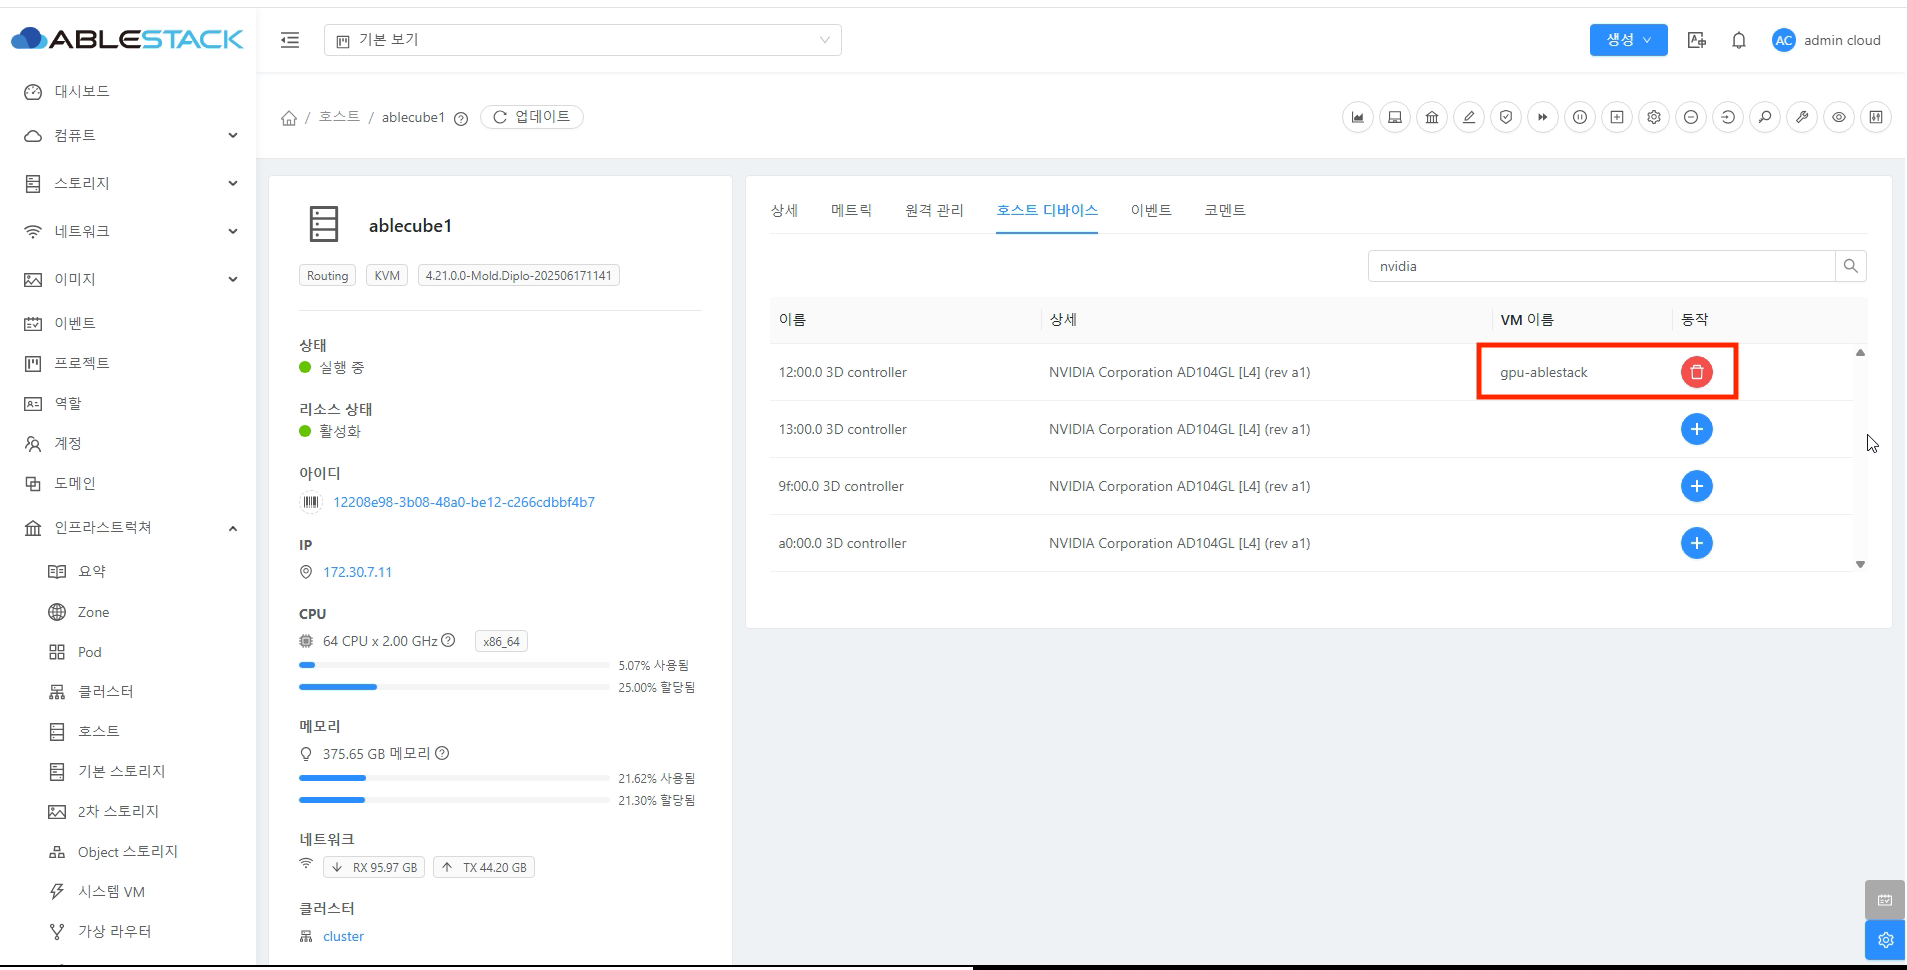 ABLESTACK
기본 보기
생성
AC
admin cloud
대시보드
컴퓨트
스토리지
네트워크
이미지
이벤트
프로젝트
역할
계정
도메인
인프라스트럭쳐
요약
Zone
Pod
클러스터
호스트
기본 스토리지
2차 스토리지
Object 스토리지
시스템 VM
가상 라우터
/ 호스트 / ablecube1
업데이트
ablecube1
Routing
KVM
4.21.0.0-Mold.Diplo-202506171141
상태
실행 중
리소스 상태
활성화
아이디
12208e98-3b08-48a0-be12-c266cdbbf4b7
IP
172.30.7.11
CPU
64 CPU x 2.00 GHz
x86_64
5.07% 사용됨
25.00% 할당됨
메모리
375.65 GB 메모리
21.62% 사용됨
21.30% 할당됨
네트워크
RX 95.97 GB
TX 44.20 GB
클러스터
cluster
상세 메트릭 원격 관리 호스트 디바이스 이벤트 코멘트
nvidia
이름 상세 VM 이름 동작
12:00.0 3D controller NVIDIA Corporation AD104GL [L4] (rev a1) gpu-ablestack
13:00.0 3D controller NVIDIA Corporation AD104GL [L4] (rev a1)
9f:00.0 3D controller NVIDIA Corporation AD104GL [L4] (rev a1)
a0:00.0 3D controller NVIDIA Corporation AD104GL [L4] (rev a1)